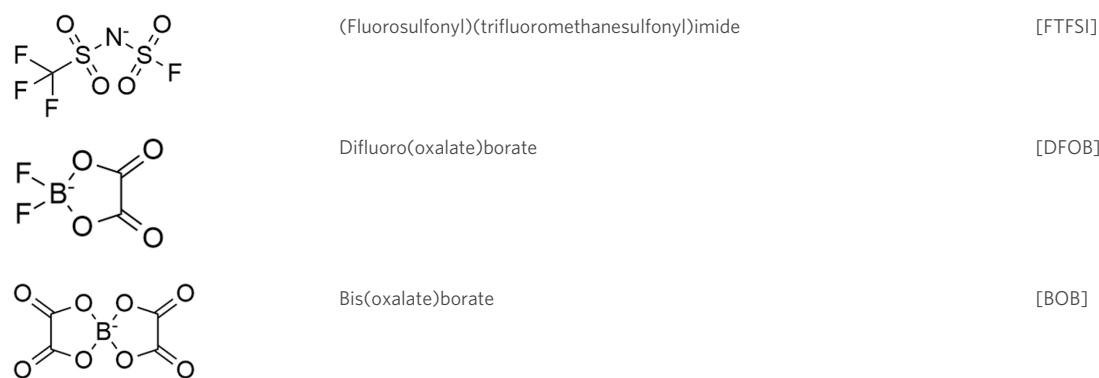 (Fluorosulfonyl)(trifluoromethanesulfonyl)imide [FTFSI]
O N- O
F S S
F O O F
F
Difluoro(oxalate)borate [DFOB]
O O
F B-
F O O
Bis(oxalate)borate [BOB]
O O O O
B-
O O O O